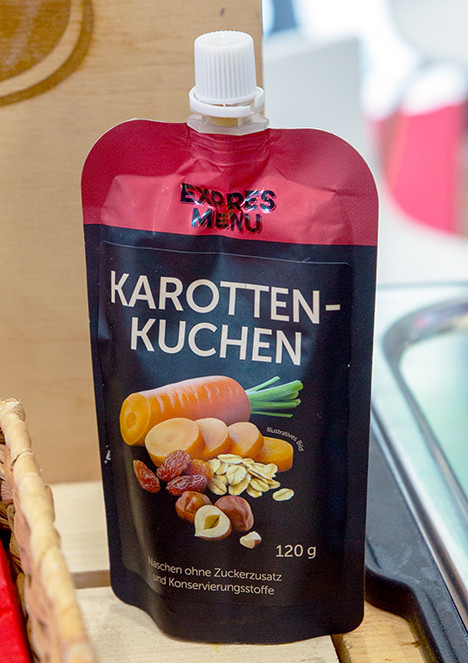 EXPRES
MENU
KAROTTEN-
KUCHEN
Illustratives Bild
120 g
Naschen ohne Zuckerzusatz
und Konservierungsstoffe